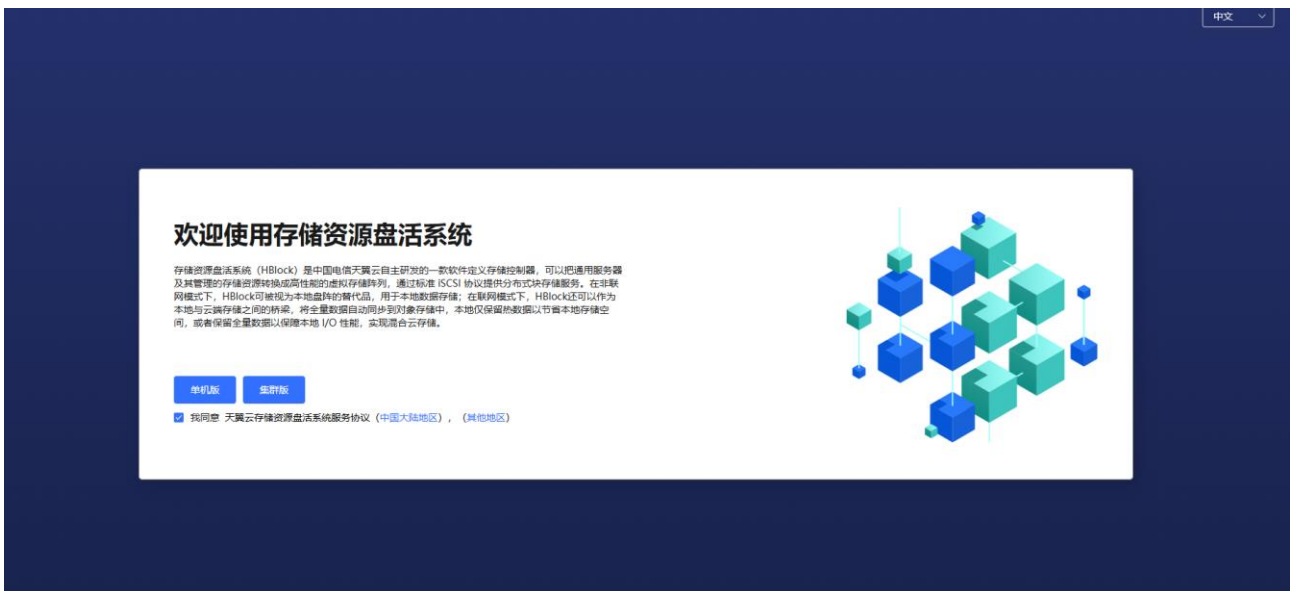 中文
欢迎使用存储资源盘活系统
存储资源盘活系统（HBlock）是中国电信天翼云自主研发的一款软件定义存储控制器，可以把通用服务器
及其管理的存储资源转换成高性能的虚拟存储阵列，通过标准 iSCSI 协议提供分布式块存储服务。在非联
网模式下，HBlock可被视为本地盘阵的替代品，用于本地数据存储；在联网模式下，HBlock还可以作为
本地与云端存储之间的桥梁，将全量数据自动同步到对象存储中，本地仅保留热数据以节省本地存储空
间，或者保留全量数据以保障本地 I/O 性能，实现混合云存储。
单机版 集群版
我同意 天翼云存储资源盘活系统服务协议（中国大陆地区），（其他地区）